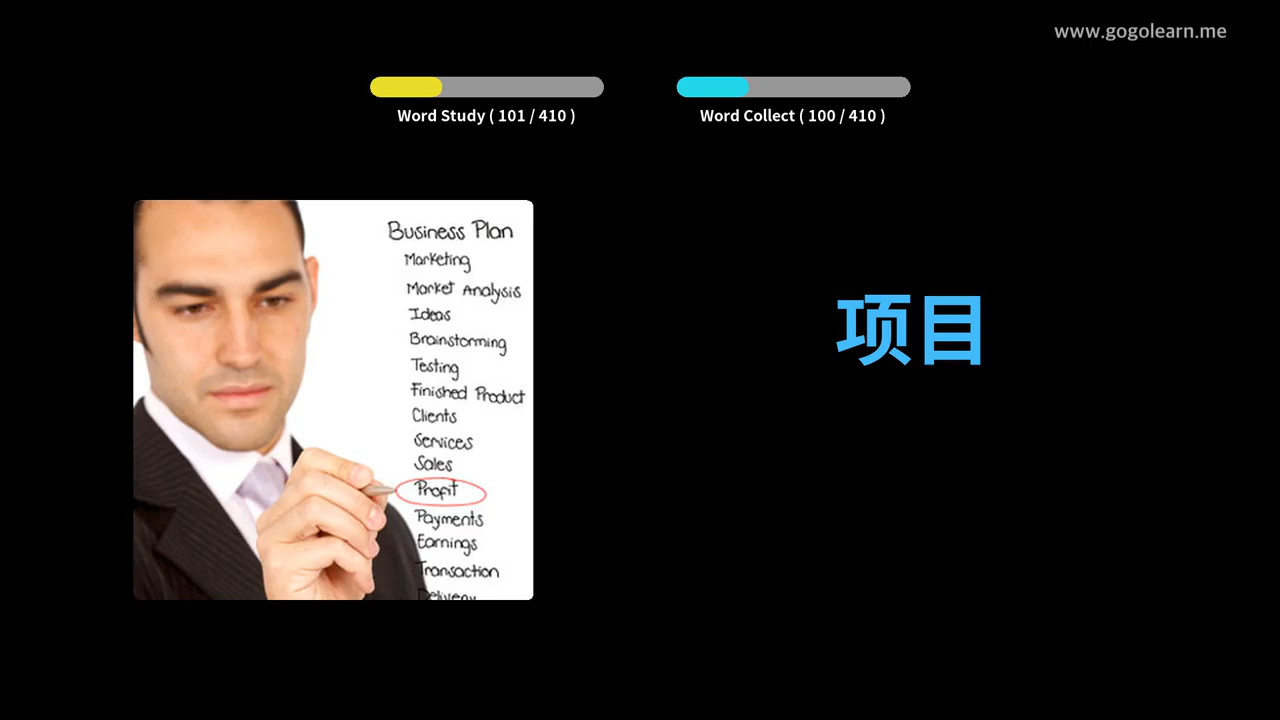 www.gogolearn.me
Word Study ( 101 / 410 )
Word Collect ( 100 / 410 )
Business Plan
Marketing
Market Analysis
Ideas
Brainstorming
Testing
Finished Product
Clients
Services
Sales
Profit
Payments
Earnings
Transaction
Delivery
项目